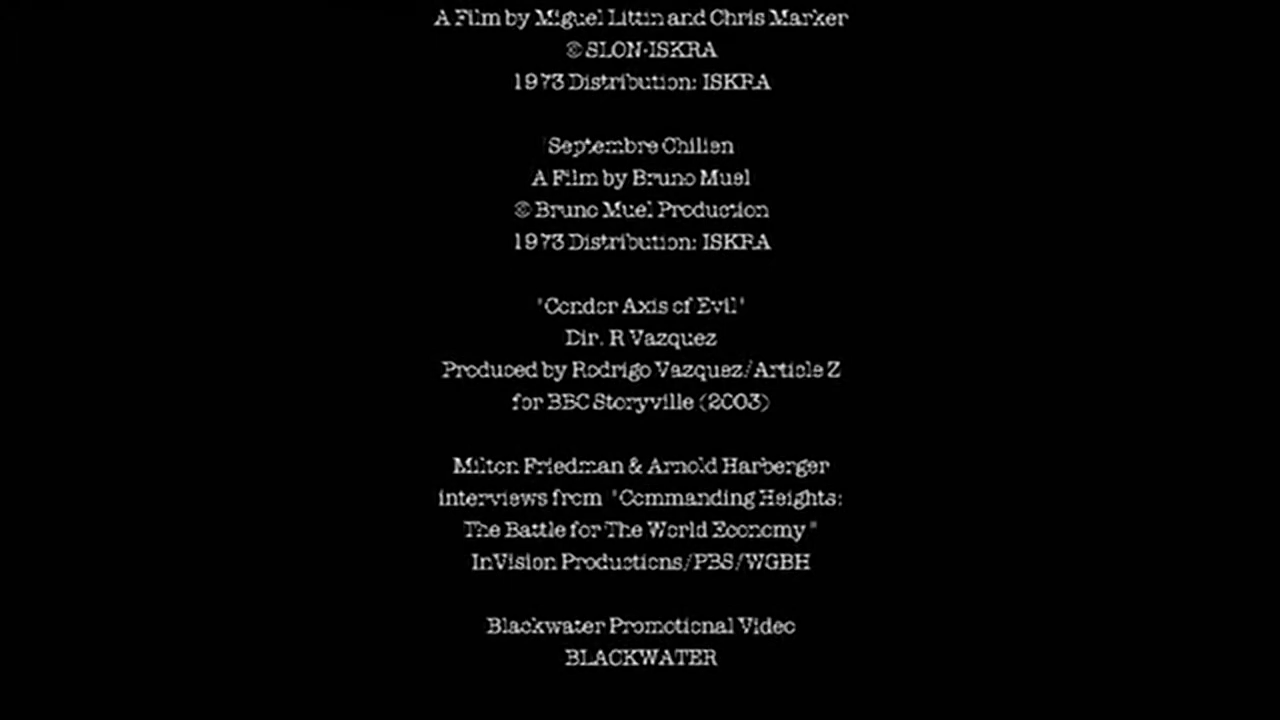 A Film by Miguel Littin and Chris Marker
© SLON-ISKRA
1973 Distribution: ISKRA
Septembre Chilien
A Film by Bruno Muel
© Bruno Muel Production
1973 Distribution: ISKRA
'Condor Axis of Evil'
Dir. R Vazquez
Produced by Rodrigo Vazquez/Article Z
for BBC Storyville (2003)
Milton Friedman & Arnold Harberger
interviews from "Commanding Heights:
The Battle for The World Economy "
InVision Productions/PBS/WGBH
Blackwater Promotional Video
BLACKWATER